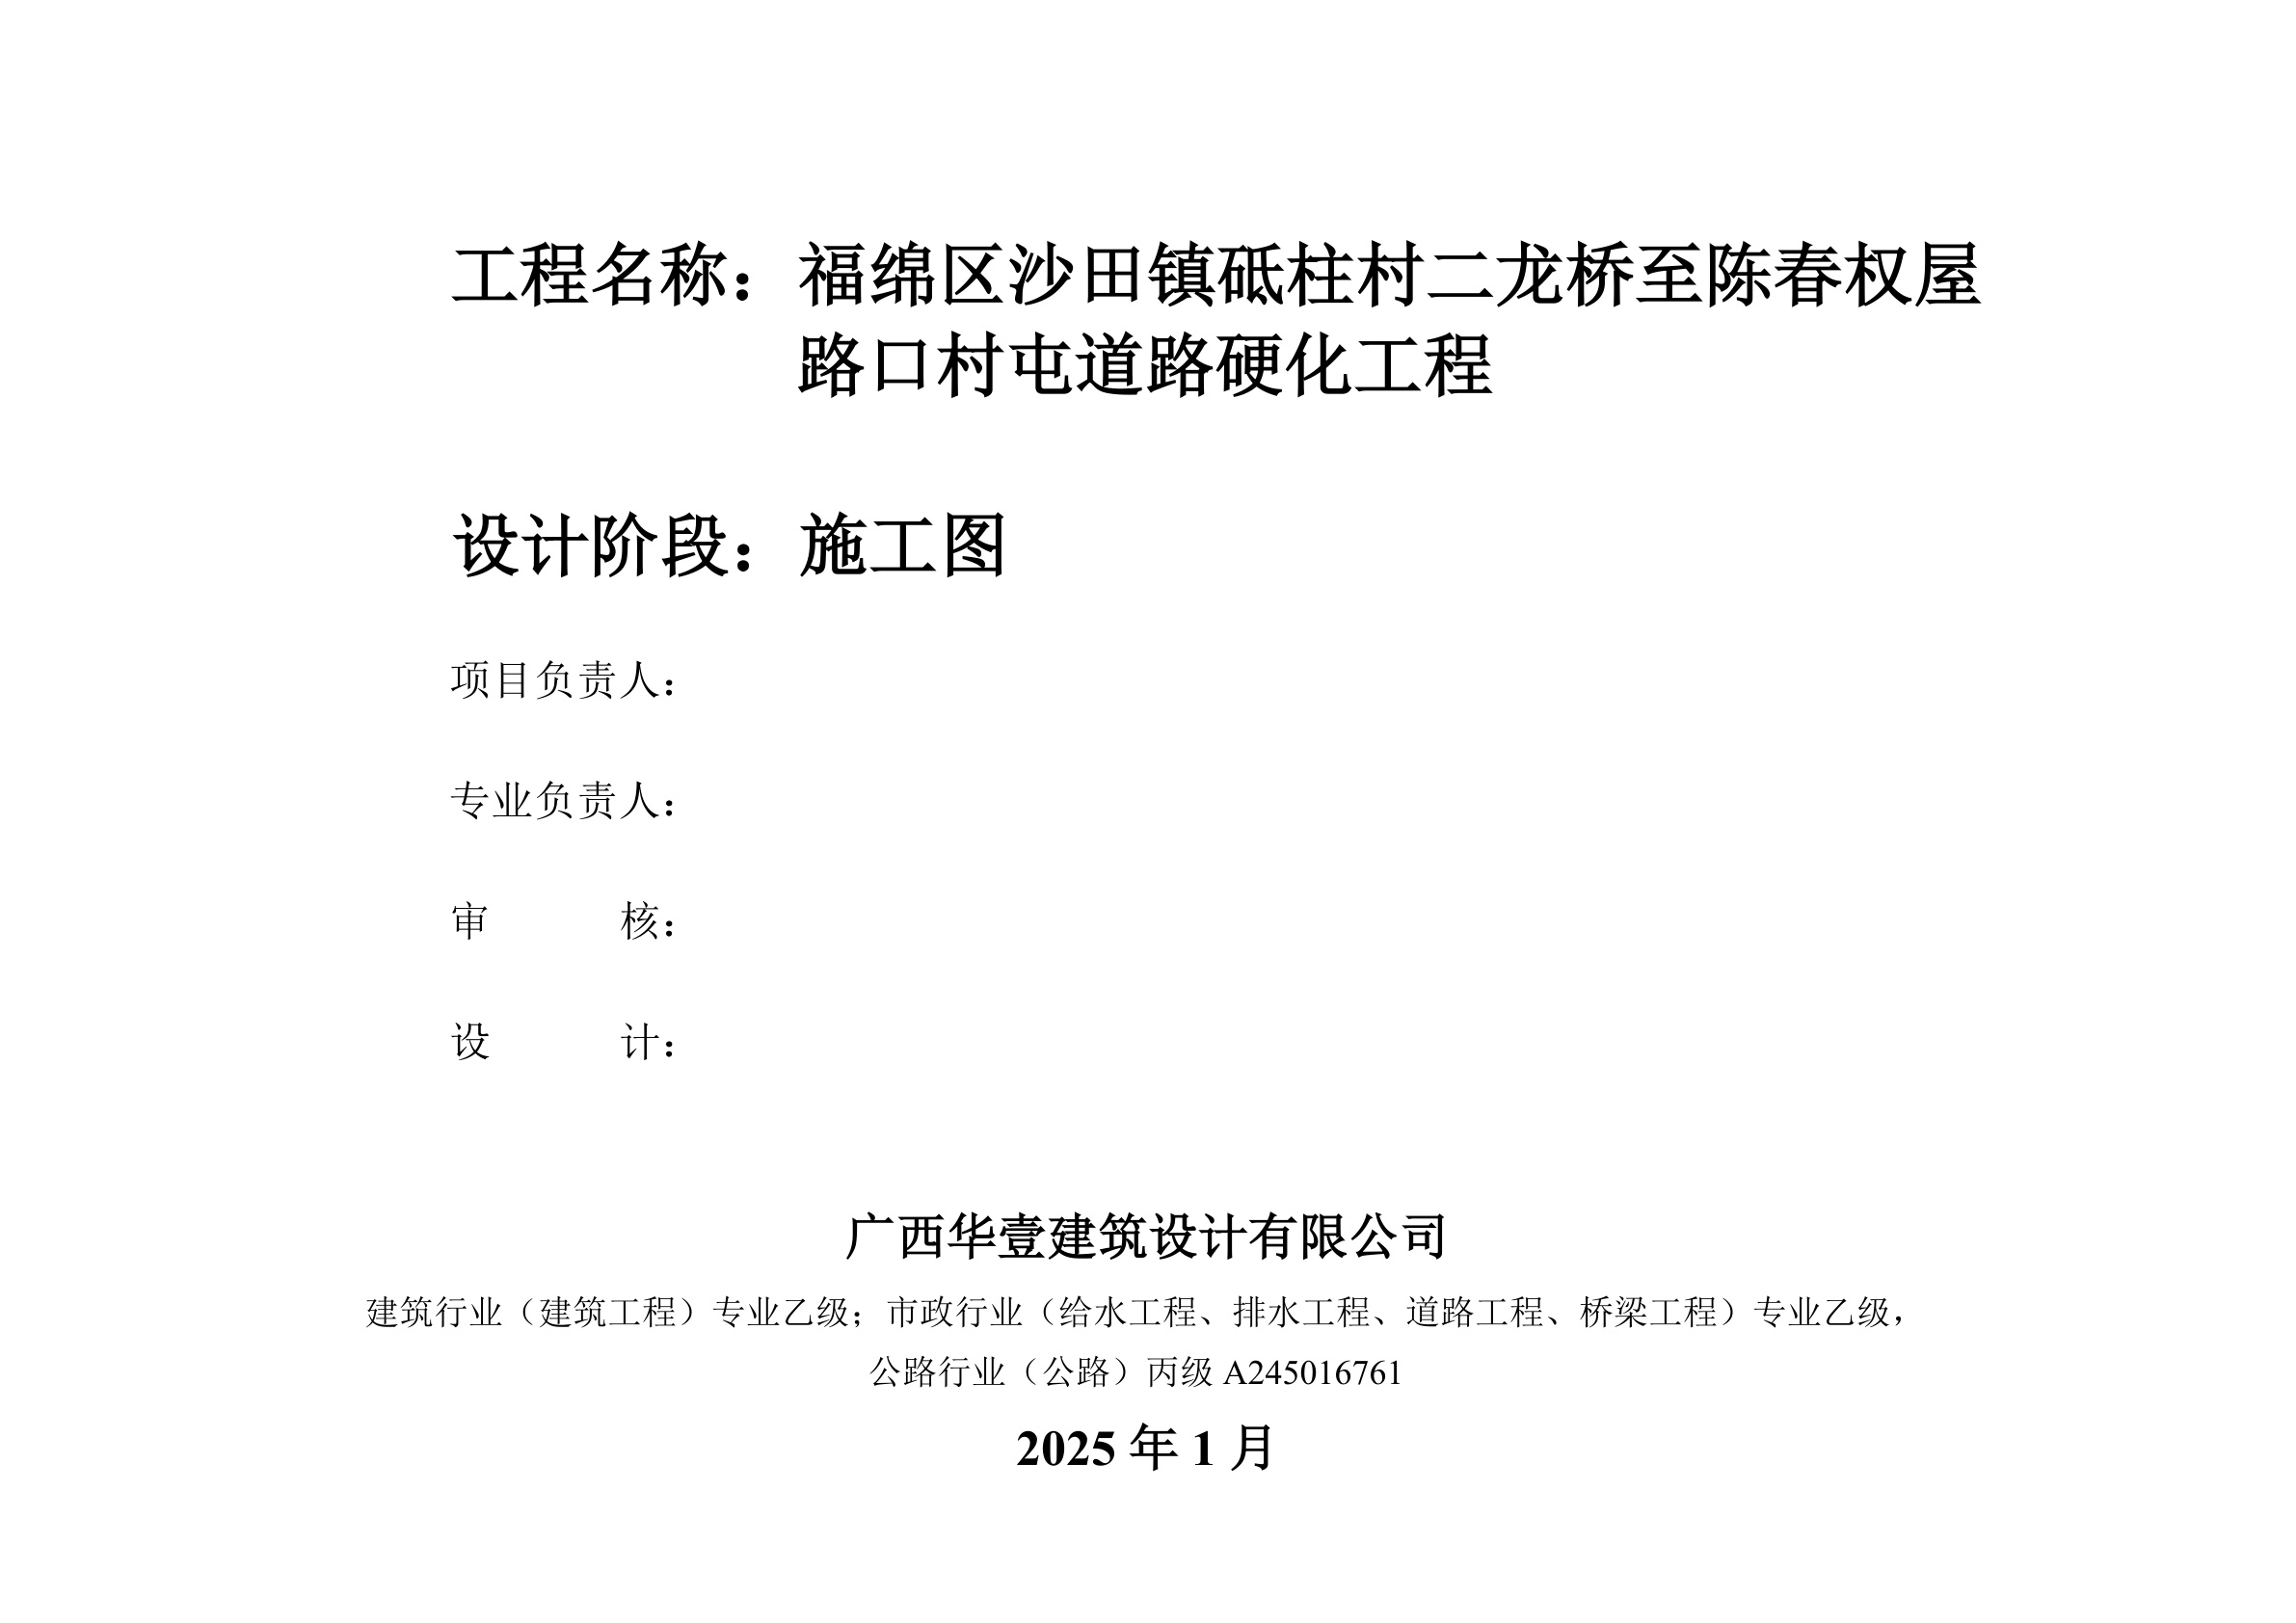 工程名称：福绵区沙田镇砥柱村二龙桥至陈春权屋
路口村屯道路硬化工程
设计阶段：施工图
项目负责人：
专业负责人：
审 核：
设 计：
广西华壹建筑设计有限公司
建筑行业（建筑工程）专业乙级；市政行业（给水工程、排水工程、道路工程、桥梁工程）专业乙级，
公路行业（公路）丙级 A245016761
2025 年 1 月